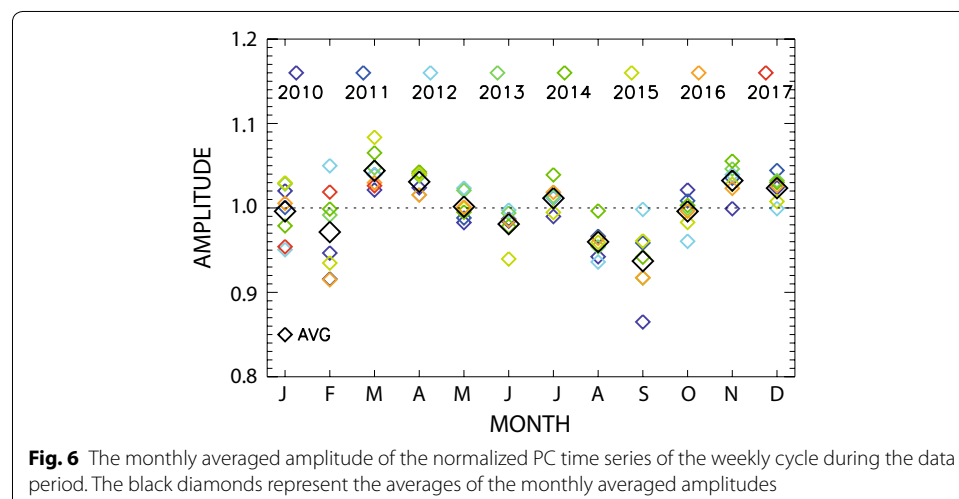 1.2
2010 2011 2012 2013 2014 2015 2016 2017
1.1
1.0
0.9
AVG
0.8
AMPLITUDE
J F M A M J J A S O N D
MONTH
Fig. 6 The monthly averaged amplitude of the normalized PC time series of the weekly cycle during the data
period. The black diamonds represent the averages of the monthly averaged amplitudes